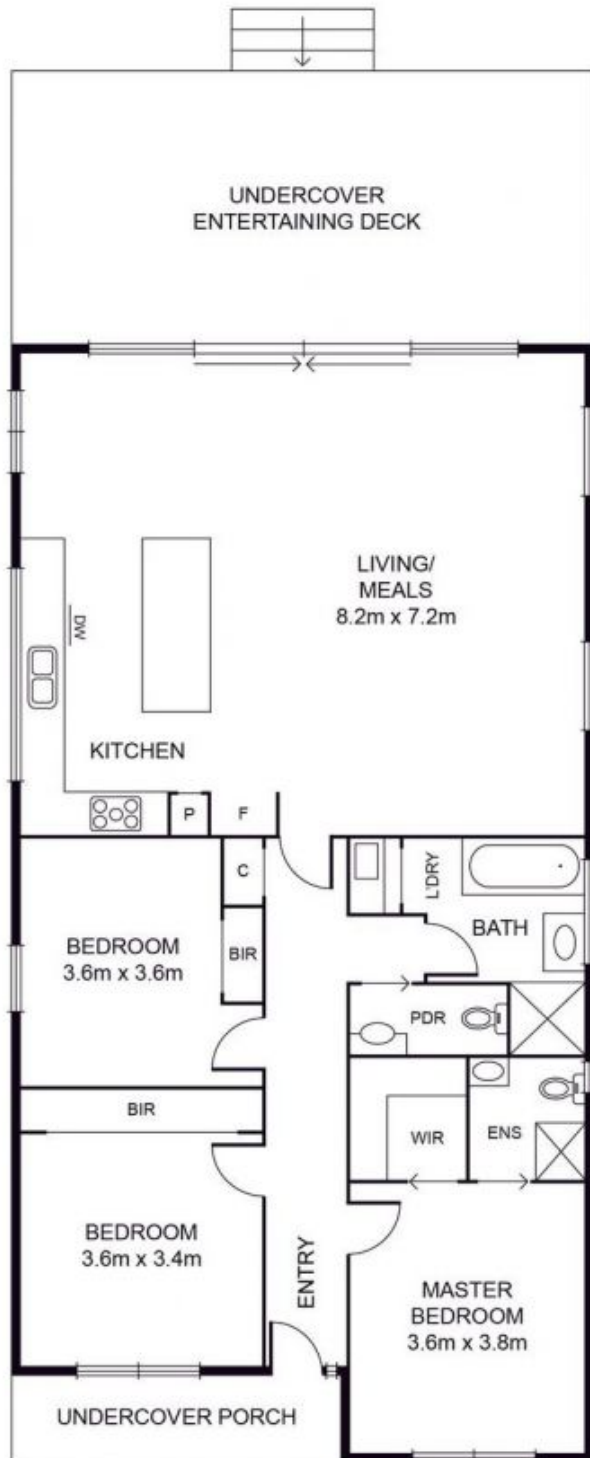 UNDERCOVER
ENTERTAINING DECK
LIVING/
MEALS
8.2m x 7.2m
DW
KITCHEN
P
F
C
L'DRY
BATH
BEDROOM
3.6m x 3.6m
BIR
PDR
BIR
WIR
ENS
BEDROOM
3.6m x 3.4m
ENTRY
MASTER
BEDROOM
3.6m x 3.8m
UNDERCOVER PORCH